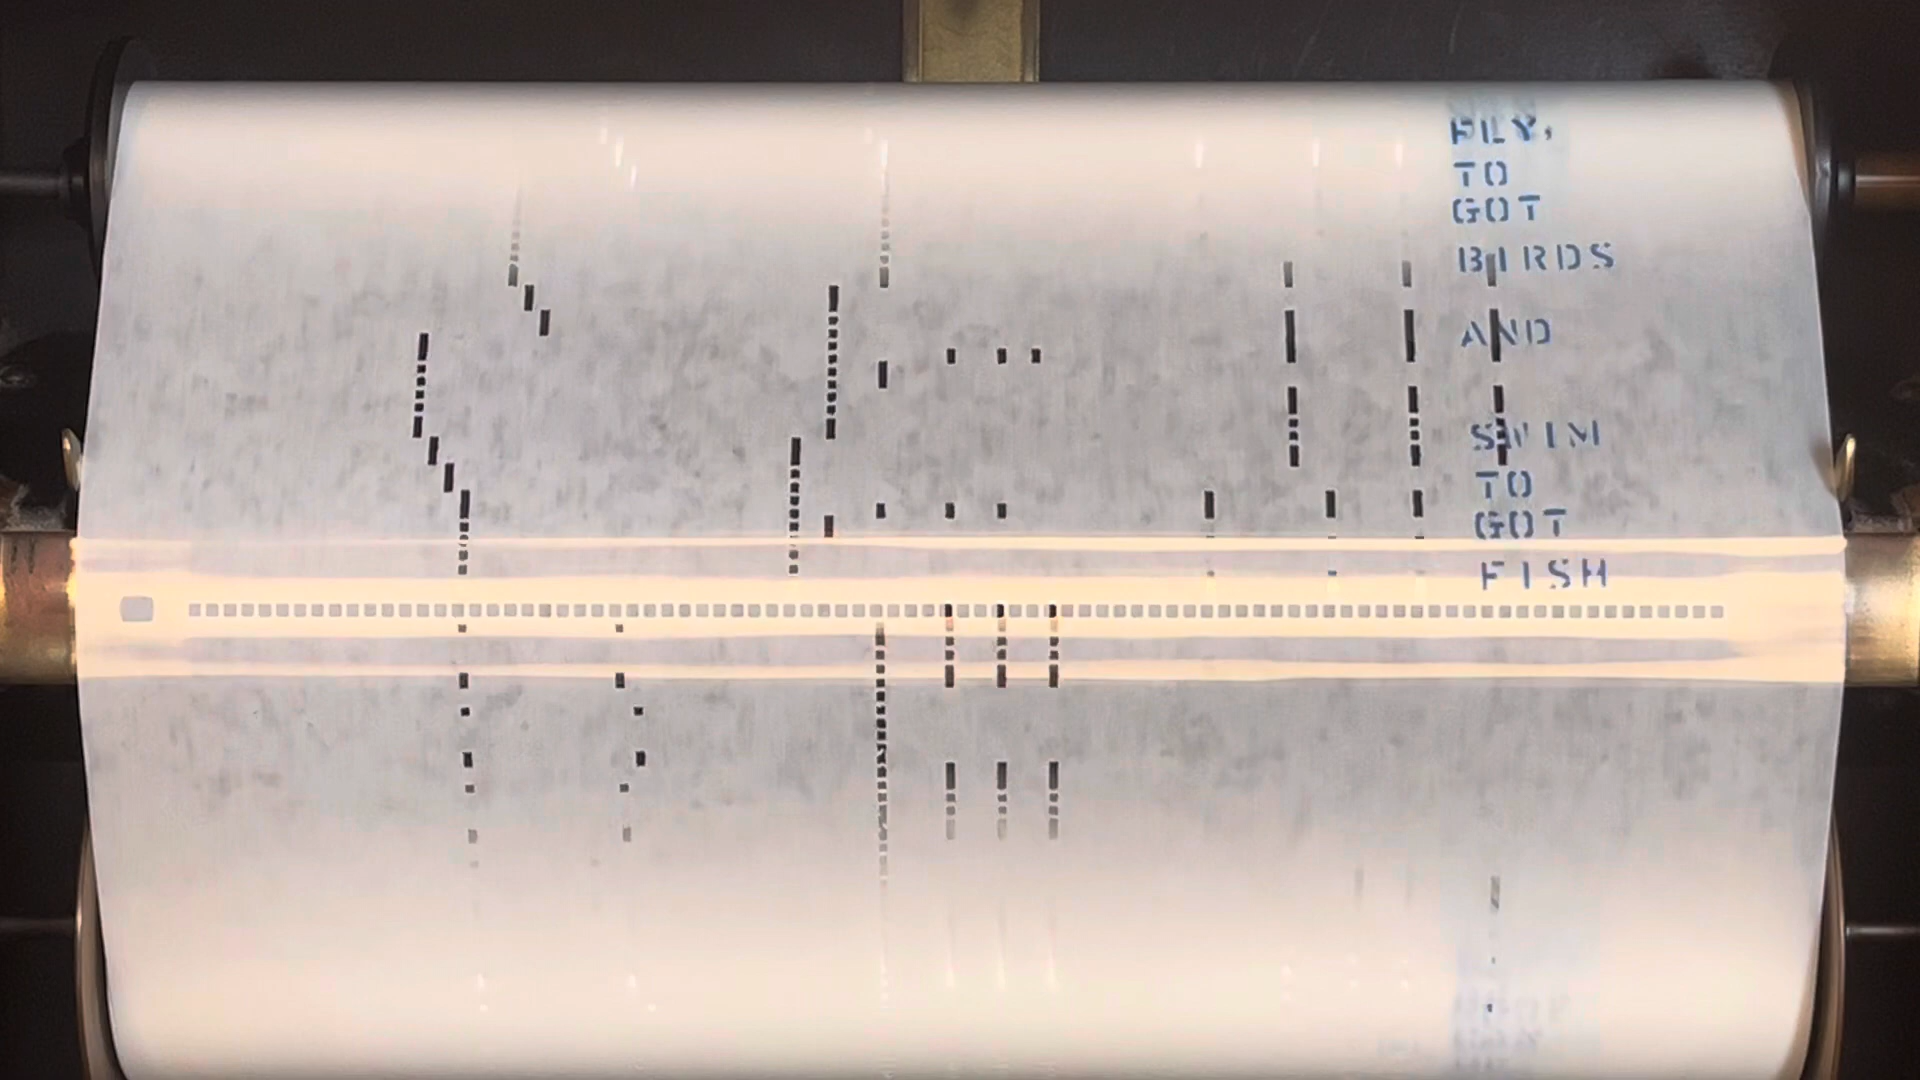 FLY,
TO
GOT
BIRDS
AND
SWIM
TO
GOT
FISH